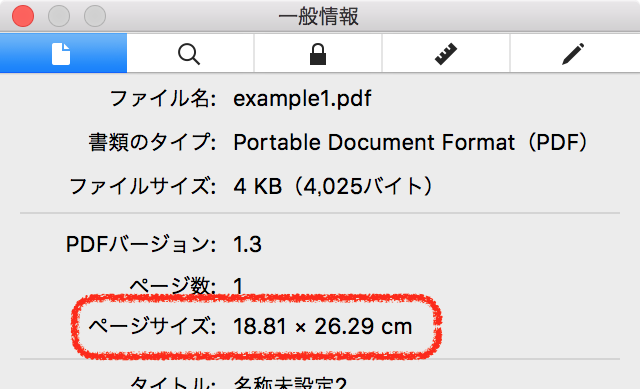 一般情報
ファイル名: example1.pdf
書類のタイプ: Portable Document Format（PDF）
ファイルサイズ: 4 KB（4,025バイト）
PDFバージョン: 1.3
ページ数: 1
ページサイズ: 18.81 × 26.29 cm
タイトル: 名称未設定2